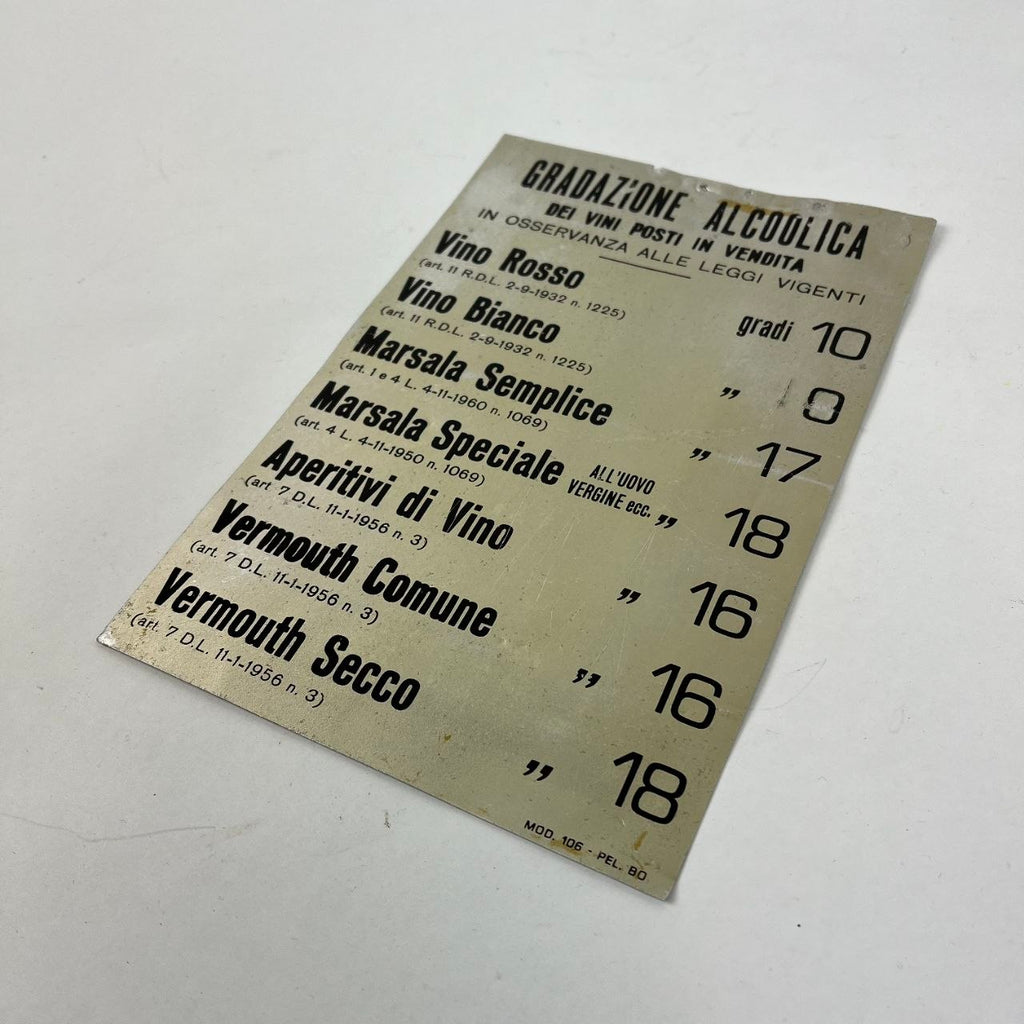 GRADAZIONE ALCOOLICA
DEI VINI POSTI IN VENDITA
IN OSSERVANZA ALLE LEGGI VIGENTI
Vino Rosso gradi 10
(art. 11 R.D.L. 2-9-1932 n. 1225)
Vino Bianco „
(art. 11 R.D.L. 2-9-1932 n. 1225)
Marsala Semplice „ 17
(art. 1 e 4 L. 4-11-1960 n. 1069)
Marsala Speciale ALL'UOVO VERGINE ecc. „ 18
(art. 4 L. 4-11-1950 n. 1069)
Aperitivi di Vino „ 16
(art. 7 D.L. 11-1-1956 n. 3)
Vermouth Comune „ 16
(art. 7 D.L. 11-1-1956 n. 3)
Vermouth Secco „ 18
(art. 7 D.L. 11-1-1956 n. 3)
MOD. 106 - PEL. BO